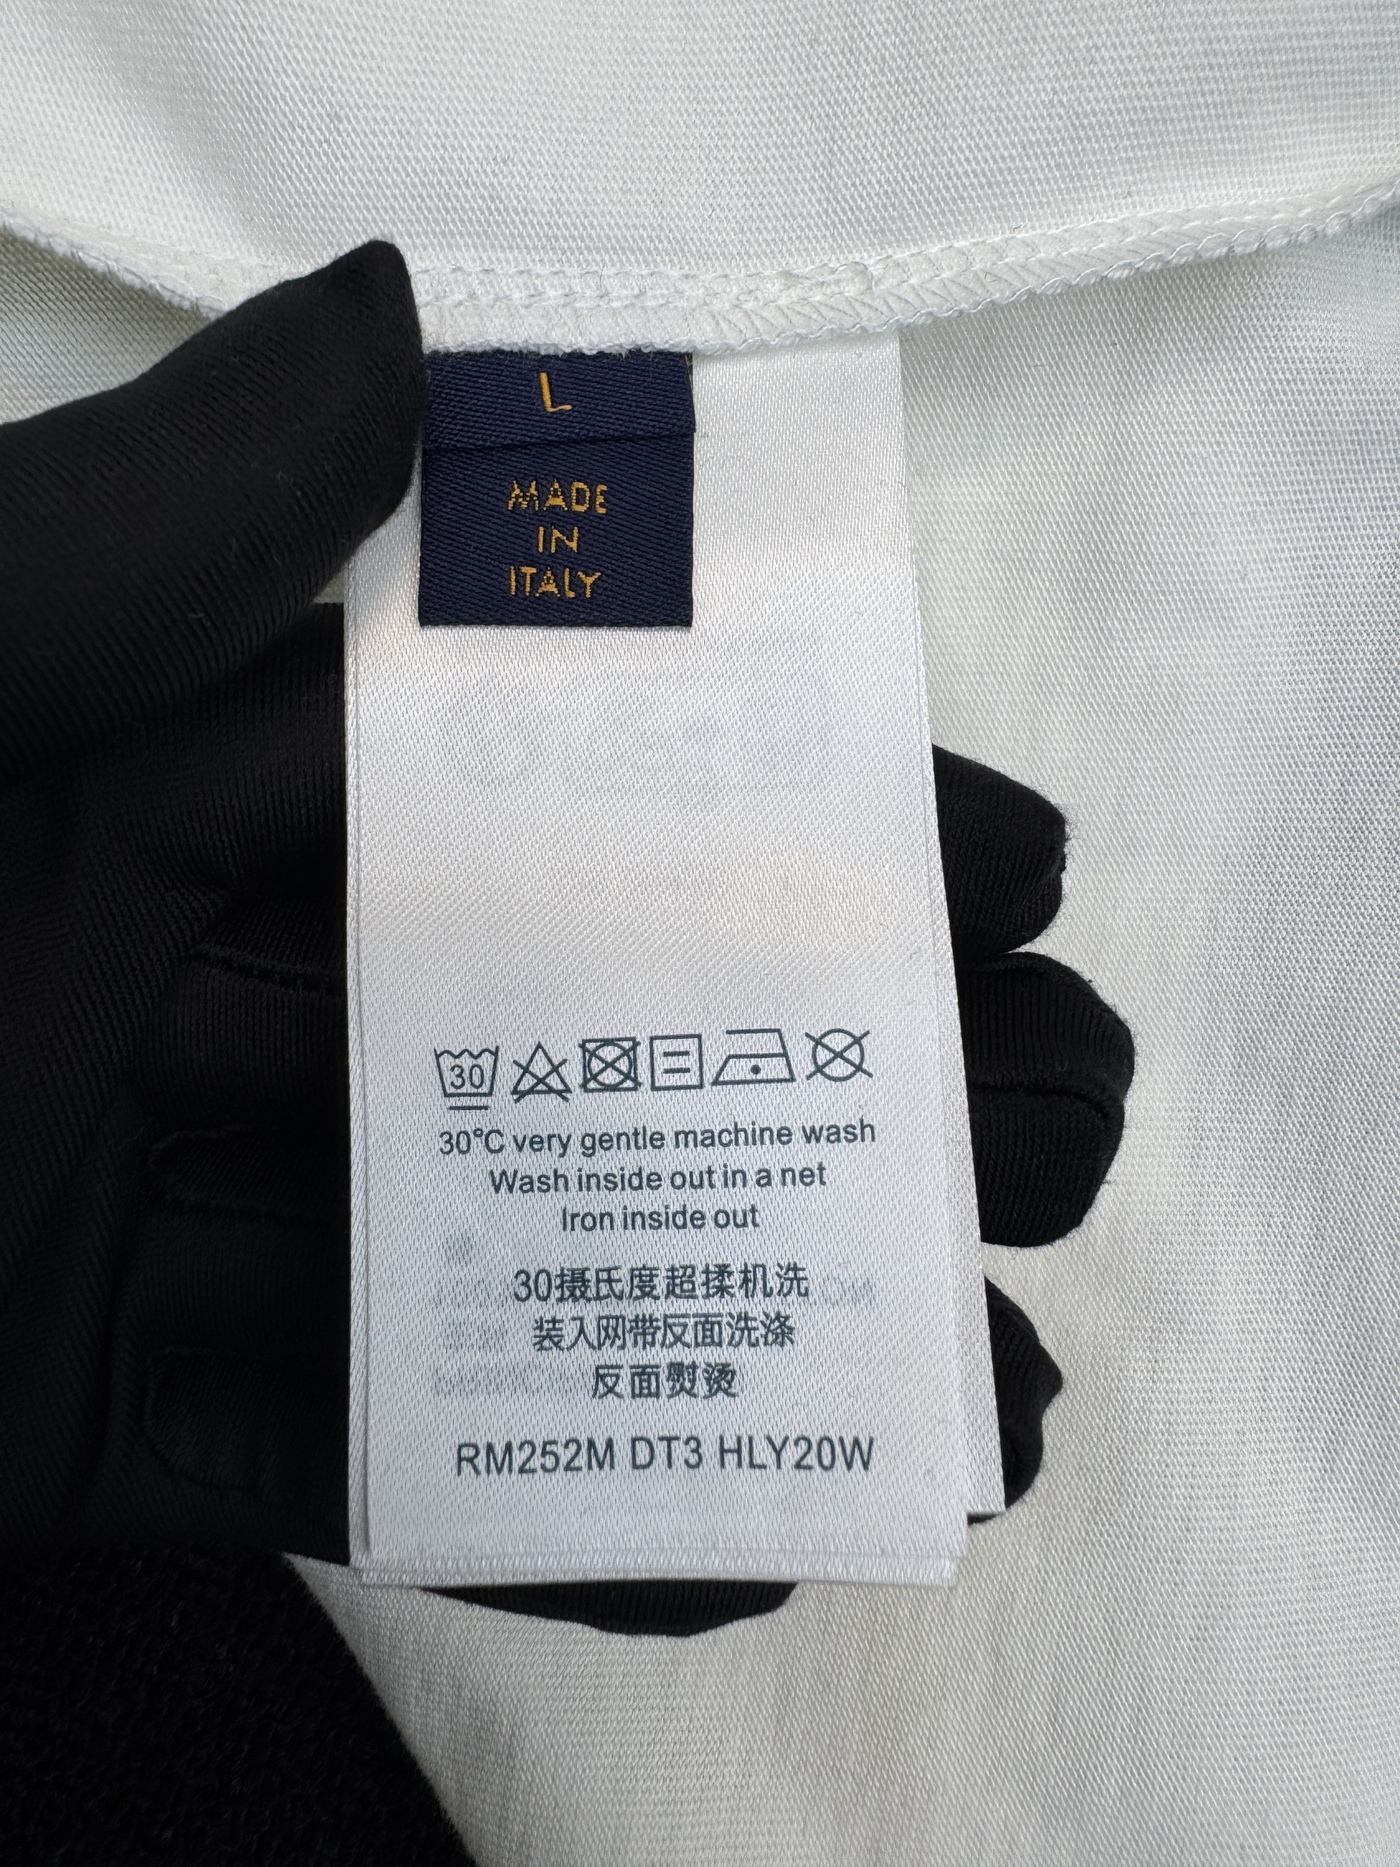 L
MADE
IN
ITALY
30
30°C very gentle machine wash
Wash inside out in a net
Iron inside out
30摄氏度超揉机洗
装入网带反面洗涤
反面熨烫
RM252M DT3 HLY20W